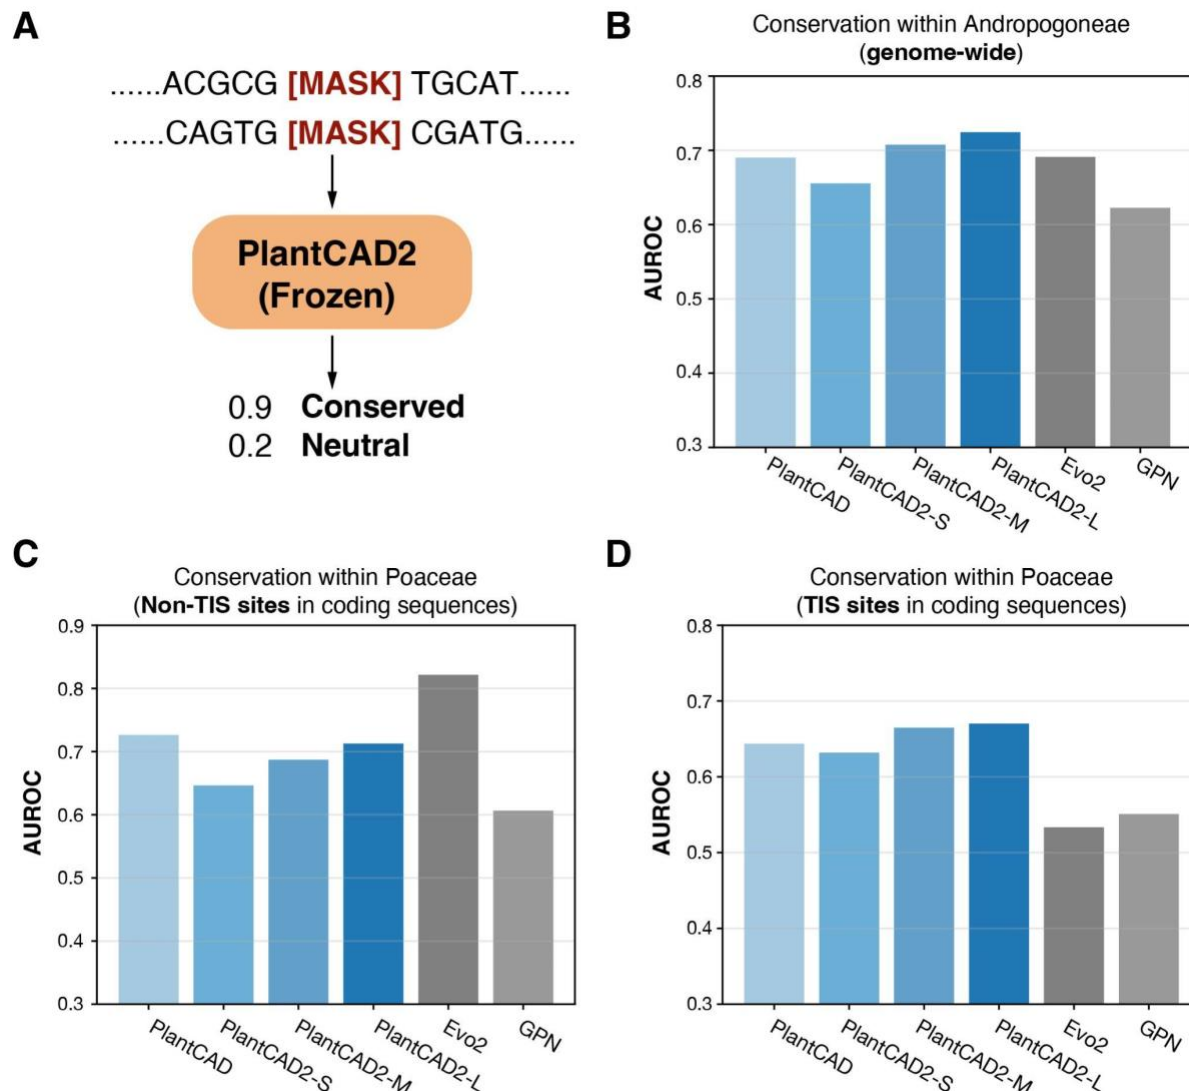 A
......ACGCG [MASK] TGCAT......
......CAGTG [MASK] CGATG......
PlantCAD2
(Frozen)
0.9 Conserved
0.2 Neutral
B
Conservation within Andropogoneae
(genome-wide)
AUROC
0.8
0.7
0.6
0.5
0.4
0.3
PlantCAD
PlantCAD2-S
PlantCAD2-M
PlantCAD2-L
Evo2
GPN
C
Conservation within Poaceae
(Non-TIS sites in coding sequences)
AUROC
0.9
0.8
0.7
0.6
0.5
0.4
0.3
PlantCAD
PlantCAD2-S
PlantCAD2-M
PlantCAD2-L
Evo2
GPN
D
Conservation within Poaceae
(TIS sites in coding sequences)
AUROC
0.8
0.7
0.6
0.5
0.4
0.3
PlantCAD
PlantCAD2-S
PlantCAD2-M
PlantCAD2-L
Evo2
GPN